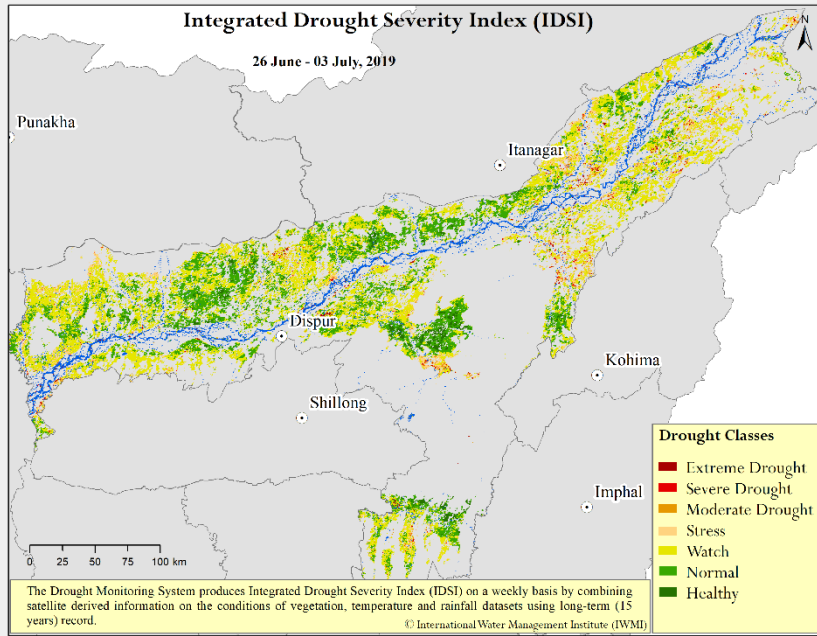 Integrated Drought Severity Index (IDSI)
26 June - 03 July, 2019
N
Punakha
Itanagar
Dispur
Kohima
Shillong
Imphal
Drought Classes
Extreme Drought
Severe Drought
Moderate Drought
Stress
Watch
Normal
Healthy
0 25 50 100 km
The Drought Monitoring System produces Integrated Drought Severity Index (IDSI) on a weekly basis by combining
satellite derived information on the conditions of vegetation, temperature and rainfall datasets using long-term (15
years) record.
© International Water Management Institute (IWMI)